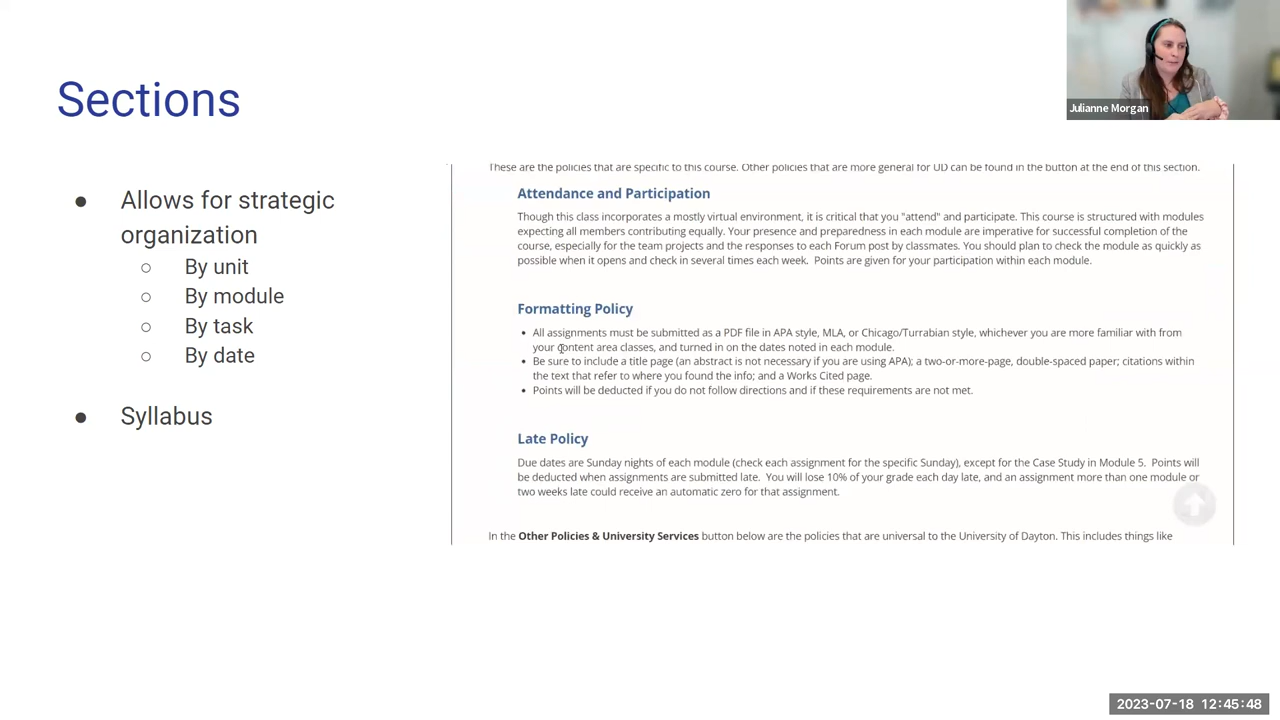 Sections
● Allows for strategic
organization
○ By unit
○ By module
○ By task
○ By date
● Syllabus
Julianne Morgan
These are the policies that are specific to this course. Other policies that are more general for UD can be found in the button at the end of this section.
Attendance and Participation
Though this class incorporates a mostly virtual environment, it is critical that you "attend" and participate. This course is structured with modules
expecting all members contributing equally. Your presence and preparedness in each module are imperative for successful completion of the
course, especially for the team projects and the responses to each Forum post by classmates. You should plan to check the module as quickly as
possible when it opens and check in several times each week. Points are given for your participation within each module.
Formatting Policy
• All assignments must be submitted as a PDF file in APA style, MLA, or Chicago/Turrabian style, whichever you are more familiar with from
your content area classes, and turned in on the dates noted in each module.
• Be sure to include a title page (an abstract is not necessary if you are using APA); a two-or-more-page, double-spaced paper; citations within
the text that refer to where you found the info; and a Works Cited page.
• Points will be deducted if you do not follow directions and if these requirements are not met.
Late Policy
Due dates are Sunday nights of each module (check each assignment for the specific Sunday), except for the Case Study in Module 5. Points will
be deducted when assignments are submitted late. You will lose 10% of your grade each day late, and an assignment more than one module or
two weeks late could receive an automatic zero for that assignment.
In the Other Policies & University Services button below are the policies that are universal to the University of Dayton. This includes things like
2023-07-18 12:45:48